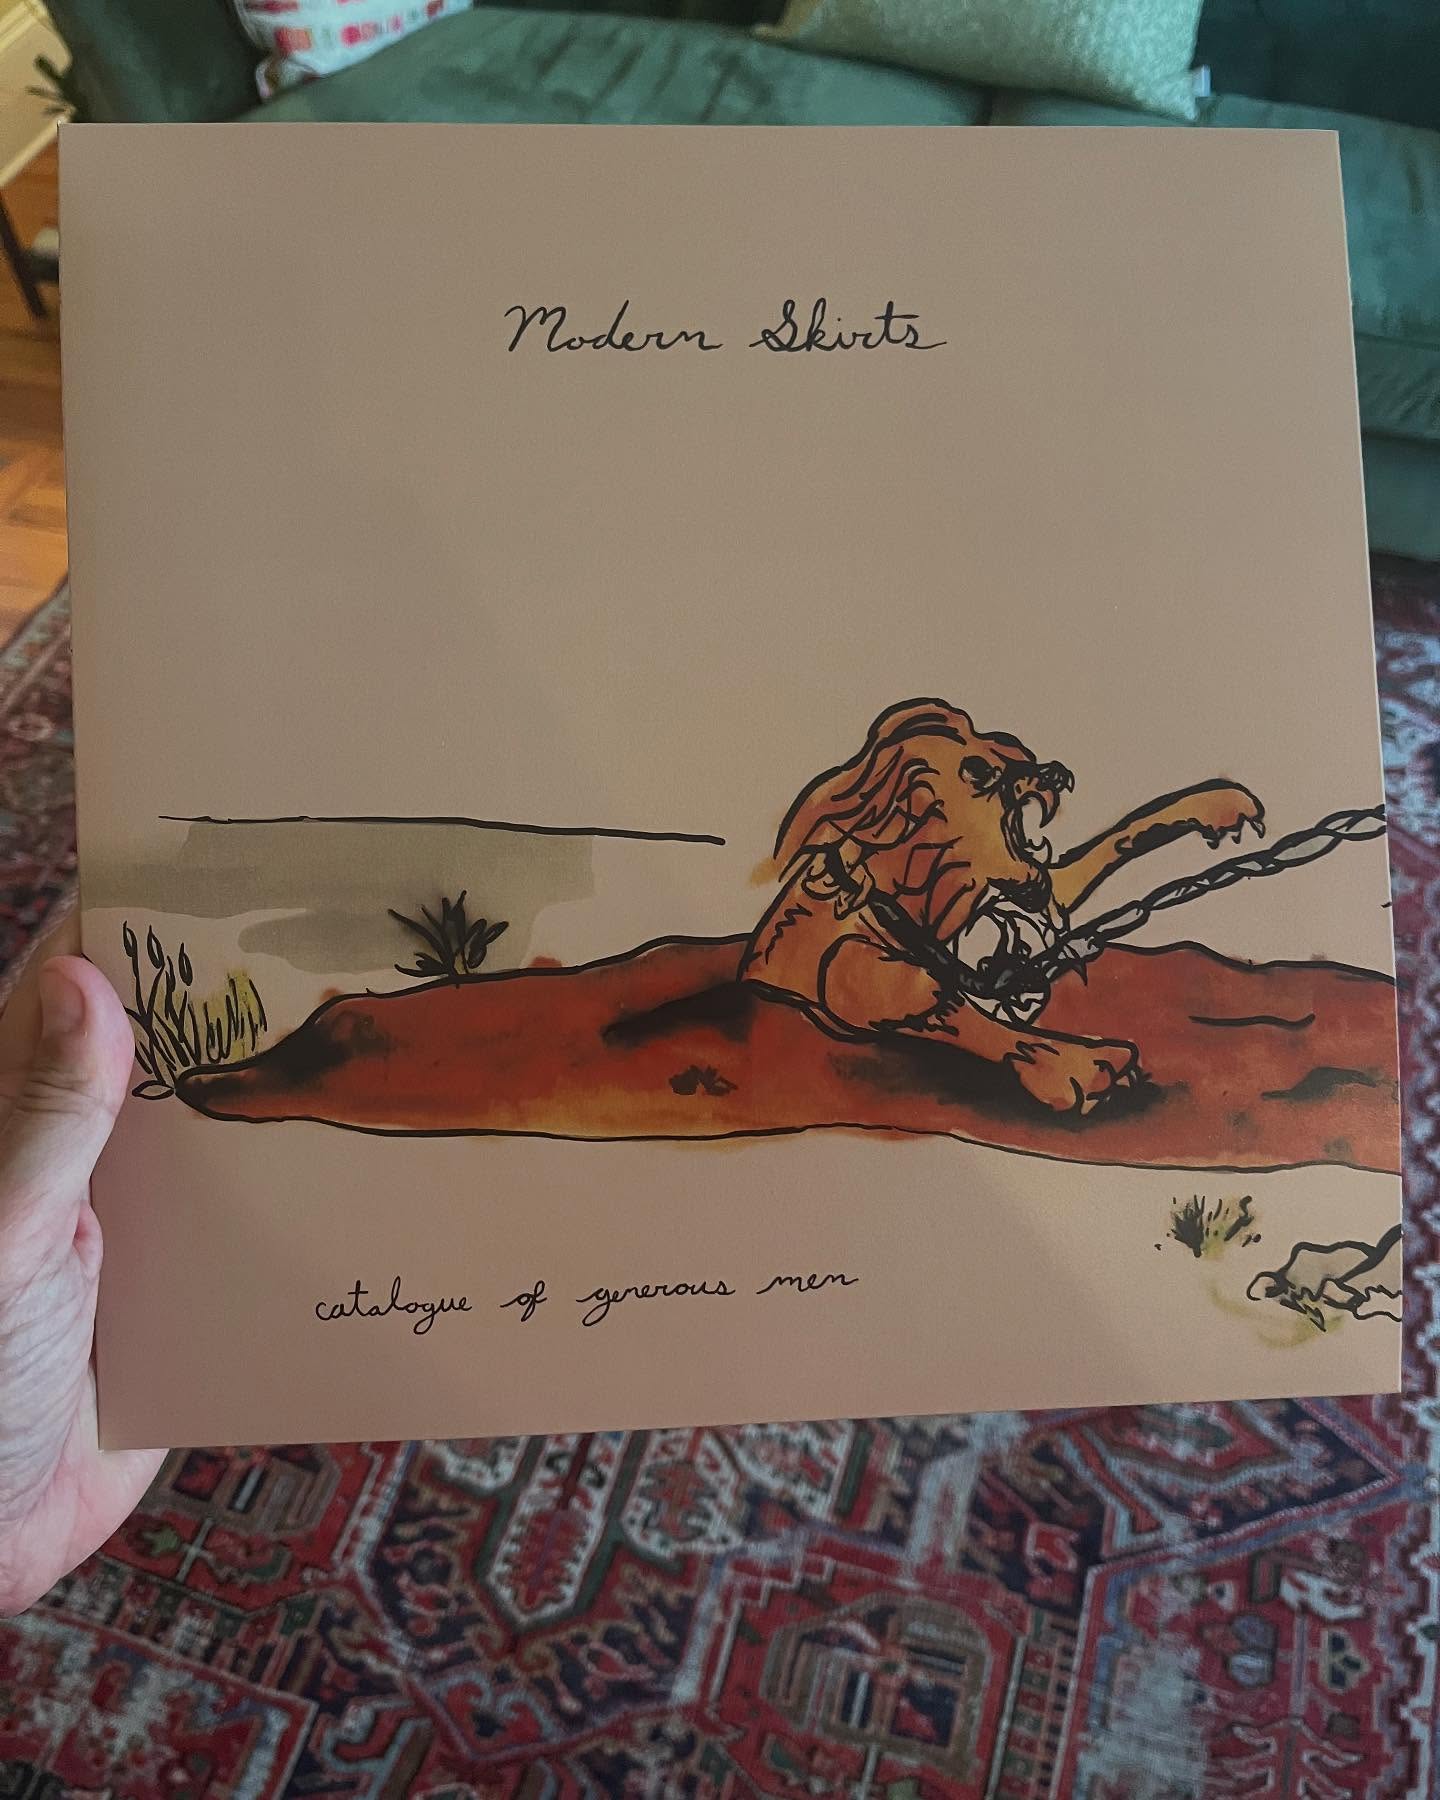 Modern Skirts
catalogue of generous men